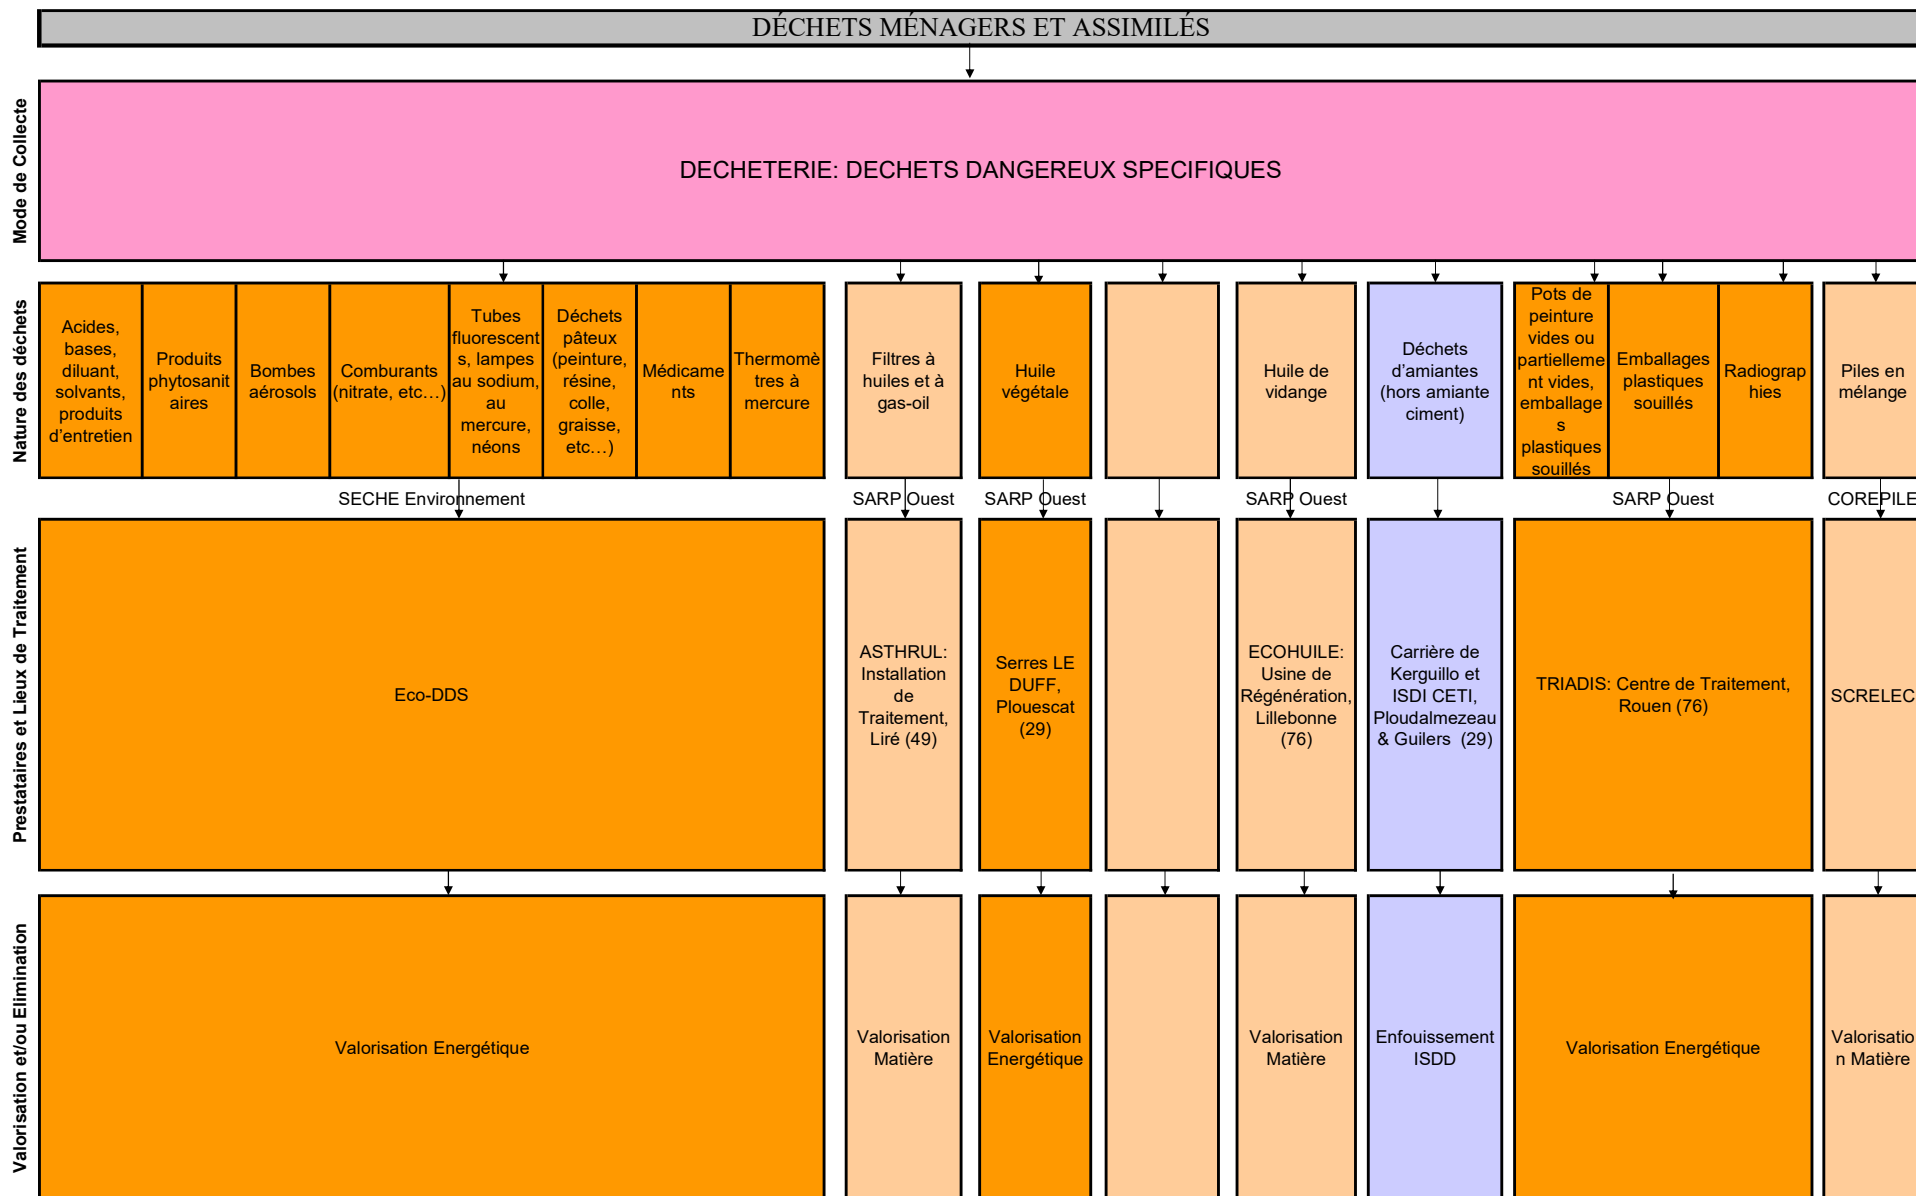 DÉCHETS MÉNAGERS ET ASSIMILÉS
Mode de Collecte
DECHETERIE: DECHETS DANGEREUX SPECIFIQUES
Nature des déchets
Acides,
bases,
diluant,
solvants,
produits
d'entretien
Produits
phytosanit
aires
Bombes
aérosols
Comburants
(nitrate, etc…)
Tubes
fluorescent
s, lampes
au sodium,
au
mercure,
néons
Déchets
pâteux
(peinture,
résine,
colle,
graisse,
etc…)
Médicame
nts
Thermomè
tres à
mercure
Filtres à
huiles et à
gas-oil
Huile
végétale
Huile de
vidange
Déchets
d'amiantes
(hors amiante
ciment)
Pots de
peinture
vides ou
partielleme
nt vides,
emballage
s
plastiques
souillés
Emballages
plastiques
souillés
Radiograp
hies
Piles en
mélange
SECHE Environnement
SARP Ouest
SARP Ouest
SARP Ouest
SARP Ouest
COREPILE
Prestataires et Lieux de Traitement
Eco-DDS
ASTHRUL:
Installation
de
Traitement,
Liré (49)
Serres LE
DUFF,
Plouescat
(29)
ECOHUILE:
Usine de
Régénération,
Lillebonne
(76)
Carrière de
Kerguillo et
ISDI CETI,
Ploudalmezeau
& Guilers (29)
TRIADIS: Centre de Traitement,
Rouen (76)
SCRELEC
Valorisation et/ou Elimination
Valorisation Energétique
Valorisation
Matière
Valorisation
Energétique
Valorisation
Matière
Enfouissement
ISDD
Valorisation Energétique
Valorisatio
n Matière